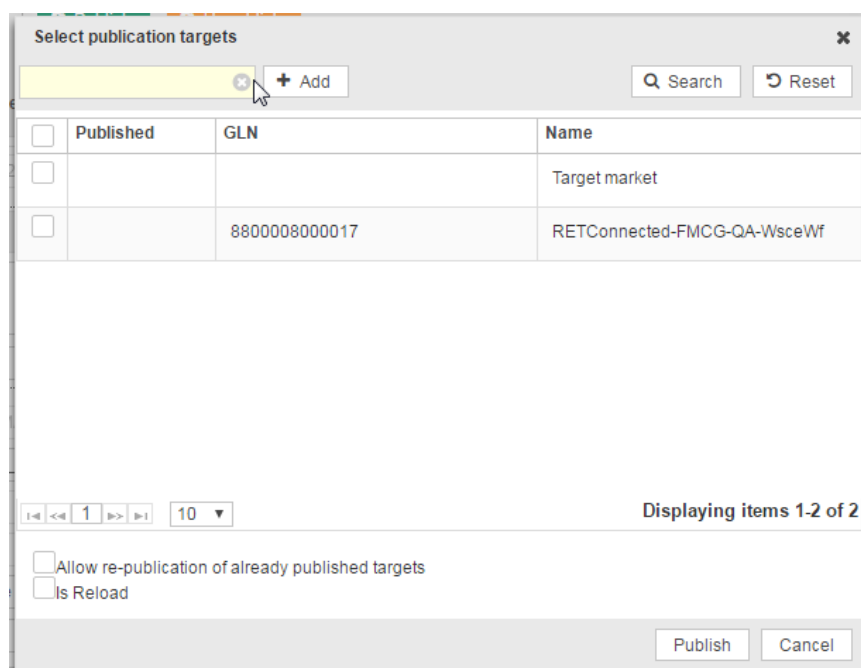 Select publication targets
+ Add Search Reset
Published GLN Name
Target market
8800008000017 RETConnected-FMCG-QA-WsceWf
1 10 Displaying items 1-2 of 2
Allow re-publication of already published targets
Is Reload
Publish Cancel